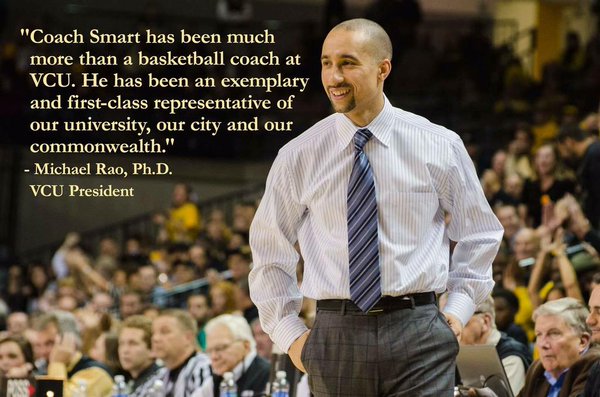 "Coach Smart has been much
more than a basketball coach at
VCU. He has been an exemplary
and first-class representative of
our university, our city and our
commonwealth."
- Michael Rao, Ph.D.
VCU President